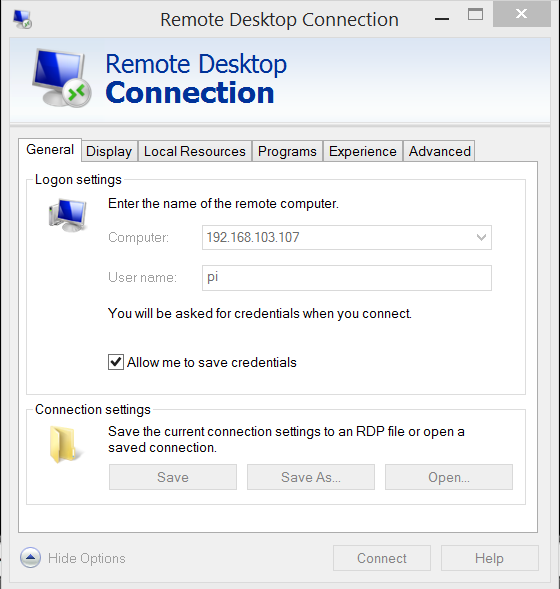 Remote Desktop Connection
Remote Desktop
Connection
General Display Local Resources Programs Experience Advanced
Logon settings
Enter the name of the remote computer.
Computer: 192.168.103.107
User name: pi
You will be asked for credentials when you connect.
Allow me to save credentials
Connection settings
Save the current connection settings to an RDP file or open a
saved connection.
Save Save As... Open...
Hide Options Connect Help